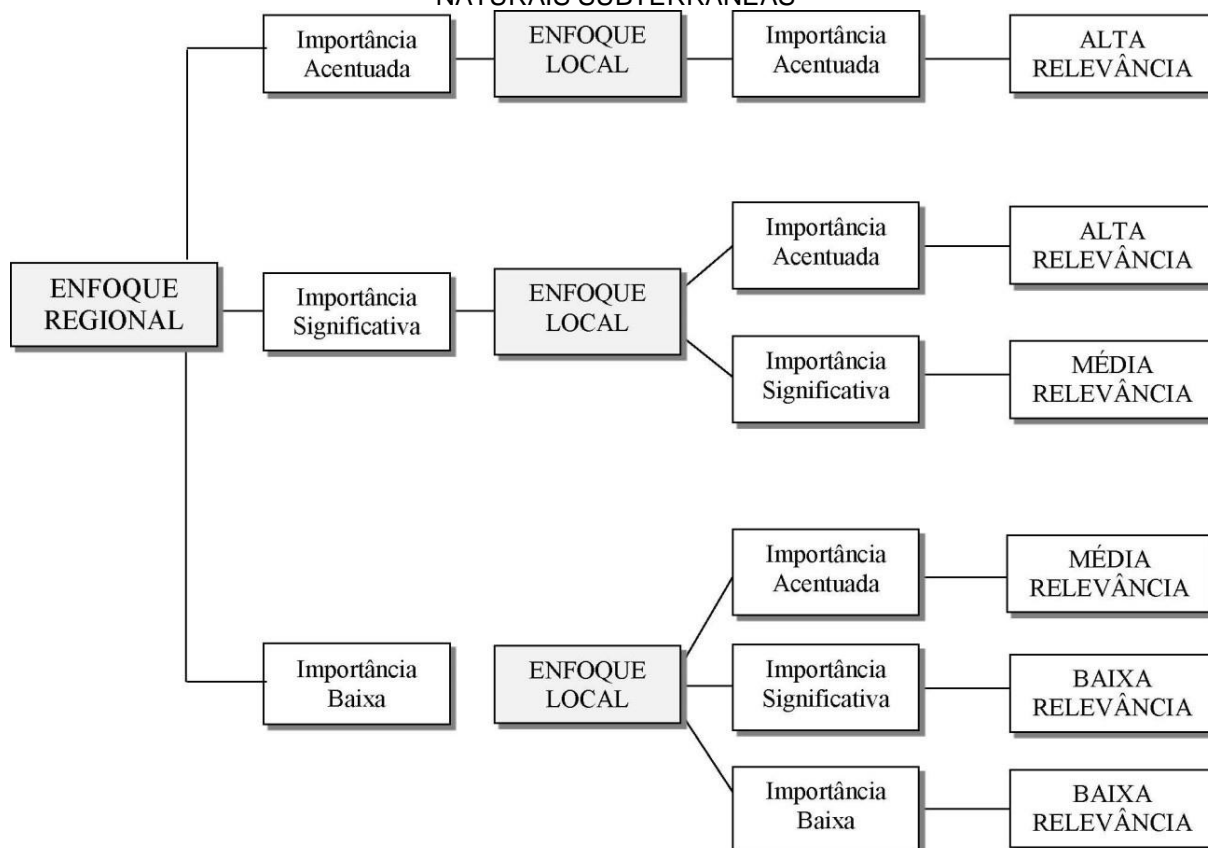 NATURAIS SUBTERRÂNEAS
Importância
Acentuada
ENFOQUE
LOCAL
Importância
Acentuada
ALTA
RELEVÂNCIA
Importância
Acentuada
ALTA
RELEVÂNCIA
ENFOQUE
REGIONAL
Importância
Significativa
ENFOQUE
LOCAL
Importância
Significativa
MÉDIA
RELEVÂNCIA
Importância
Acentuada
MÉDIA
RELEVÂNCIA
Importância
Baixa
ENFOQUE
LOCAL
Importância
Significativa
BAIXA
RELEVÂNCIA
Importância
Baixa
BAIXA
RELEVÂNCIA